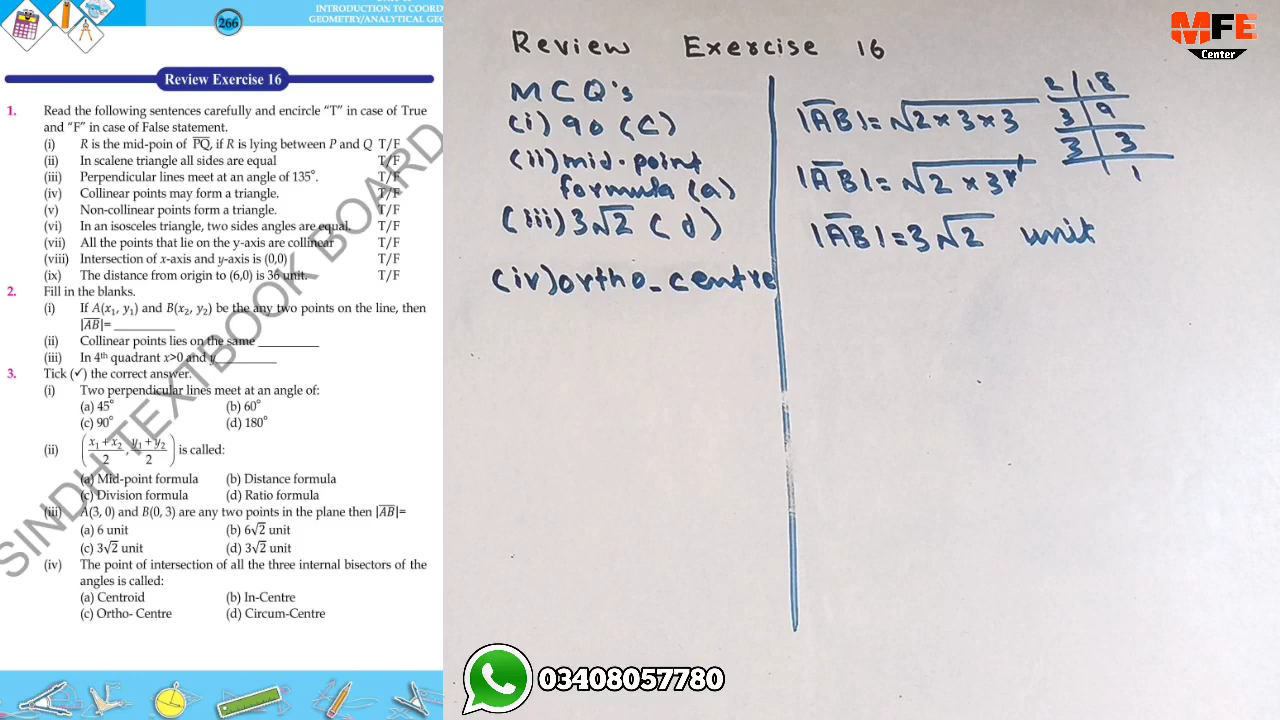 INTRODUCTION TO COORD
GEOMETRY/ANALYTICAL GEO
266
Review Exercise 16
1. Read the following sentences carefully and encircle "T" in case of True
and "F" in case of False statement.
(i) R is the mid-poin of P̅Q̅, if R is lying between P and Q T/F
(ii) In scalene triangle all sides are equal T/F
(iii) Perpendicular lines meet at an angle of 135°. T/F
(iv) Collinear points may form a triangle. T/F
(v) Non-collinear points form a triangle. T/F
(vi) In an isosceles triangle, two sides angles are equal. T/F
(vii) All the points that lie on the y-axis are collinear T/F
(viii) Intersection of x-axis and y-axis is (0,0) T/F
(ix) The distance from origin to (6,0) is 36 unit. T/F
2. Fill in the blanks.
(i) If A(x₁, y₁) and B(x₂, y₂) be the any two points on the line, then
|A̅B̅|= __________
(ii) Collinear points lies on the same __________
(iii) In 4th quadrant x>0 and y__________
3. Tick (✓) the correct answer.
(i) Two perpendicular lines meet at an angle of:
(a) 45° (b) 60°
(c) 90° (d) 180°
(ii) (x₁+x₂/2, y₁+y₂/2) is called:
(a) Mid-point formula (b) Distance formula
(c) Division formula (d) Ratio formula
(iii) A(3, 0) and B(0, 3) are any two points in the plane then |A̅B̅|=
(a) 6 unit (b) 6√2 unit
(c) 3√2 unit (d) 3√2 unit
(iv) The point of intersection of all the three internal bisectors of the
angles is called:
(a) Centroid (b) In-Centre
(c) Ortho- Centre (d) Circum-Centre
SINDH TEXTBOOK BOARD
Review Exercise 16
MCQ's
(i) 90 (C)
(ii) mid-point
formula (a)
(iii) 3√2 (d)
(iv) ortho-centre
|A̅B̅|=√2×3×3
|A̅B̅|=√2×3²
|A̅B̅|=3√2 unit
2 | 18
3 | 9
3 | 3
1
MFE
Center
03408057780